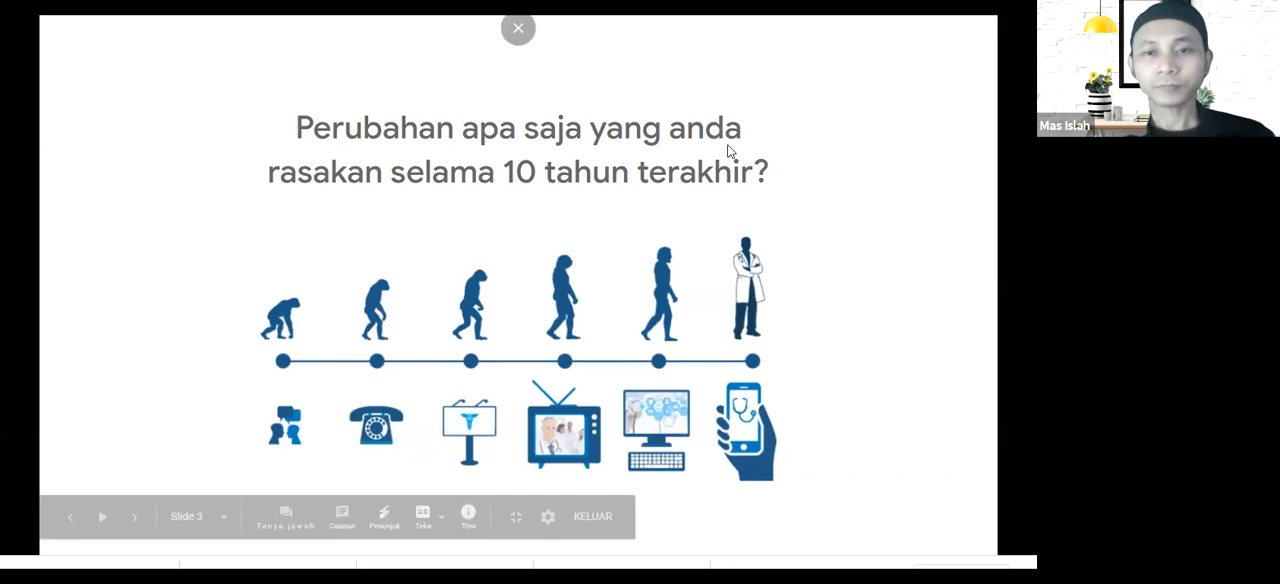 Perubahan apa saja yang anda
rasakan selama 10 tahun terakhir?
Mas Islah
Slide 3
Tanya jawab
Catatan
Penunjuk
Teks
Tips
KELUAR